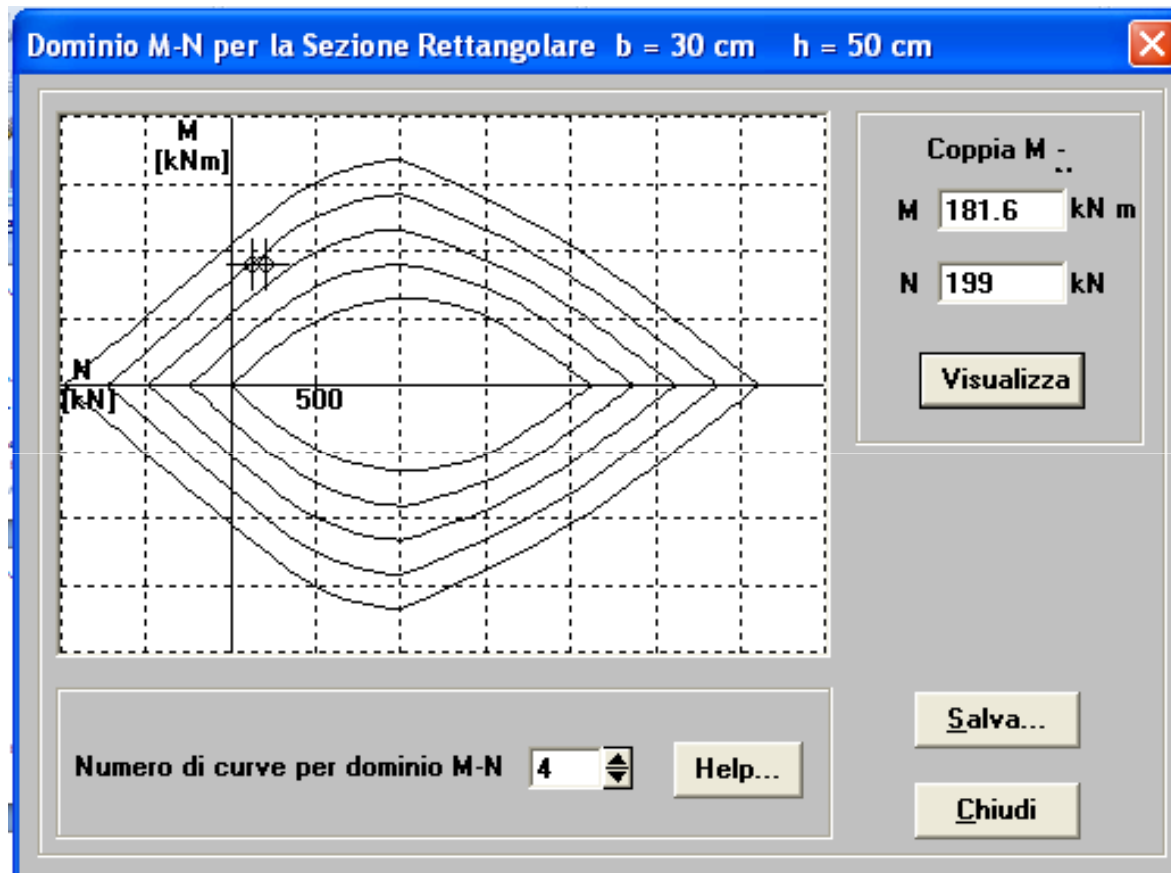 Dominio M-N per la Sezione Rettangolare b = 30 cm h = 50 cm
M
[kNm]
N
[kN]
500
Coppia M -
M 181.6 kN m
N 199 kN
Visualizza
Numero di curve per dominio M-N 4 Help...
Salva...
Chiudi